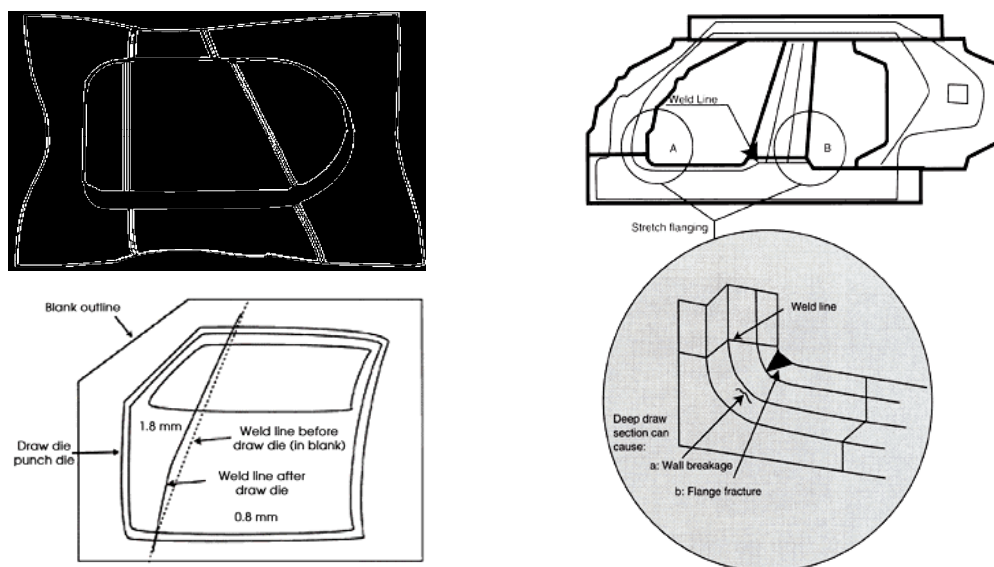 Weld Line
A
B
Stretch flanging
Blank outline
1.8 mm
Weld line before
draw die (in blank)
Draw die
punch die
Weld line after
draw die
0.8 mm
Weld line
Deep draw
section can
cause:
a: Wall breakage
b: Flange fracture